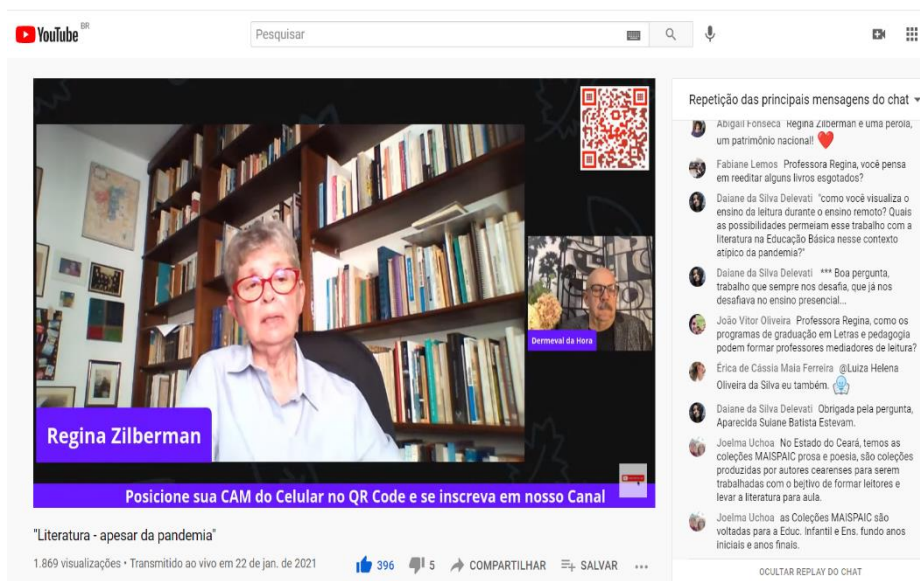 YouTube BR
Pesquisar
Regina Zilberman
Dermeval da Hora
Posicione sua CAM do Celular no QR Code e se inscreva em nosso Canal
"Literatura - apesar da pandemia"
1.869 visualizações • Transmitido ao vivo em 22 de jan. de 2021
396
5
COMPARTILHAR
SALVAR
Repetição das principais mensagens do chat
Abigail Fonseca Regina Zilberman é uma perola,
um patrimônio nacional!
Fabiane Lemos Professora Regina, você pensa
em reeditar alguns livros esgotados?
Daiane da Silva Delevati "como você visualiza o
ensino da leitura durante o ensino remoto? Quais
as possibilidades permeiam esse trabalho com a
literatura na Educação Básica nesse contexto
atípico da pandemia?"
Daiane da Silva Delevati *** Boa pergunta,
trabalho que sempre nos desafia, que já nos
desafiava no ensino presencial...
João Vitor Oliveira Professora Regina, como os
programas de graduação em Letras e pedagogia
podem formar professores mediadores de leitura?
Érica de Cássia Maia Ferreira @Luiza Helena
Oliveira da Silva eu também.
Daiane da Silva Delevati Obrigada pela pergunta,
Aparecida Suiane Batista Estevam.
Joelma Uchoa No Estado do Ceará, temos as
coleções MAISPAIC prosa e poesia, são coleções
produzidas por autores cearenses para serem
trabalhadas com o bejtivo de formar leitores e
levar a literatura para aula.
Joelma Uchoa as Coleções MAISPAIC são
voltadas para a Educ. Infantil e Ens. fundo anos
iniciais e anos finais.
OCULTAR REPLAY DO CHAT